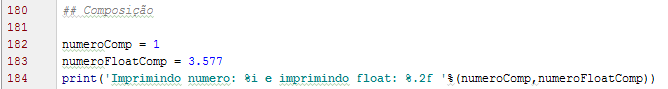 180 ## Composição
181
182 numeroComp = 1
183 numeroFloatComp = 3.577
184 print('Imprimindo numero: %i e imprimindo float: %.2f '%(numeroComp,numeroFloatComp))